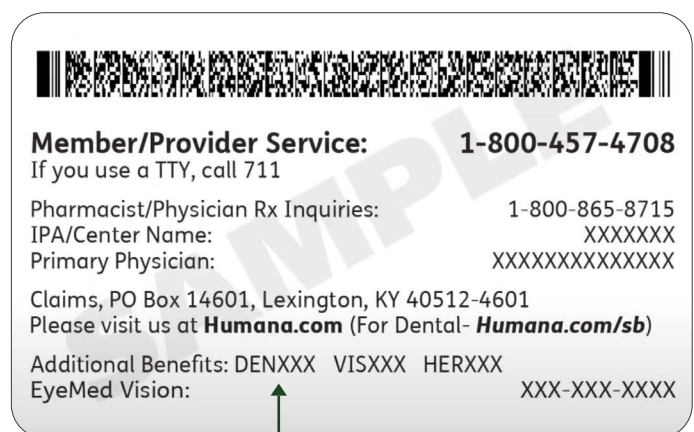 Member/Provider Service: 1-800-457-4708
If you use a TTY, call 711
Pharmacist/Physician Rx Inquiries: 1-800-865-8715
IPA/Center Name: XXXXXXX
Primary Physician: XXXXXXXXXXXXXX
Claims, PO Box 14601, Lexington, KY 40512-4601
Please visit us at Humana.com (For Dental- Humana.com/sb)
Additional Benefits: DENXXX VISXXX HERXXX
EyeMed Vision: XXX-XXX-XXXX
SAMPLE